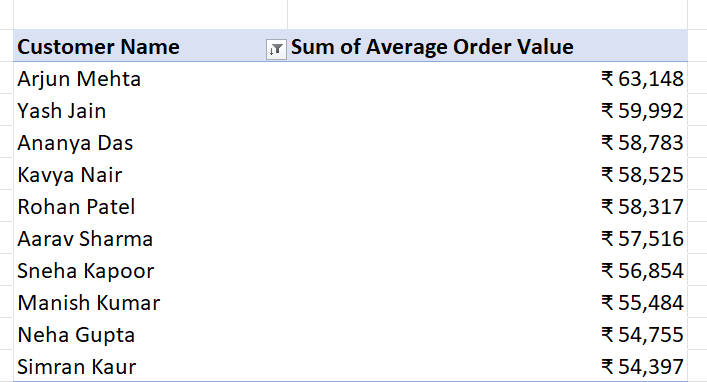 Customer Name Sum of Average Order Value
Arjun Mehta ₹ 63,148
Yash Jain ₹ 59,992
Ananya Das ₹ 58,783
Kavya Nair ₹ 58,525
Rohan Patel ₹ 58,317
Aarav Sharma ₹ 57,516
Sneha Kapoor ₹ 56,854
Manish Kumar ₹ 55,484
Neha Gupta ₹ 54,755
Simran Kaur ₹ 54,397